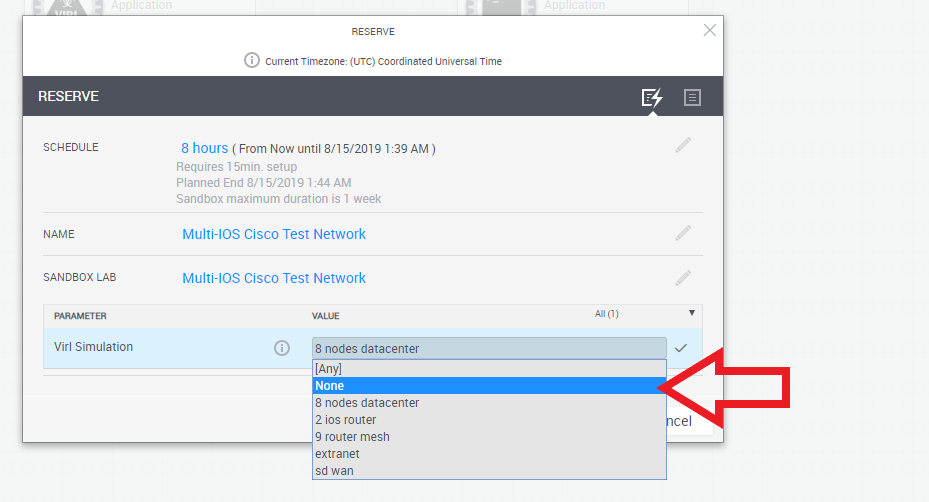 Application
Application
VIRL
RESERVE
Current Timezone: (UTC) Coordinated Universal Time
RESERVE
SCHEDULE
8 hours ( From Now until 8/15/2019 1:39 AM )
Requires 15min. setup
Planned End 8/15/2019 1:44 AM
Sandbox maximum duration is 1 week
NAME
Multi-IOS Cisco Test Network
SANDBOX LAB
Multi-IOS Cisco Test Network
PARAMETER VALUE All (1)
Virl Simulation 8 nodes datacenter
[Any]
None
8 nodes datacenter
2 ios router
9 router mesh
extranet
sd wan
ncel